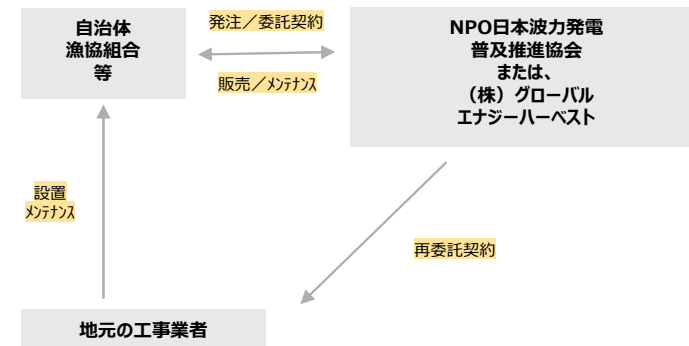 自治体
漁協組合
等
発注／委託契約
販売／ﾒﾝﾃﾅﾝｽ
NPO日本波力発電
普及推進協会
または、
（株）グローバル
エナジーハーベスト
設置
ﾒﾝﾃﾅﾝｽ
再委託契約
地元の工事業者